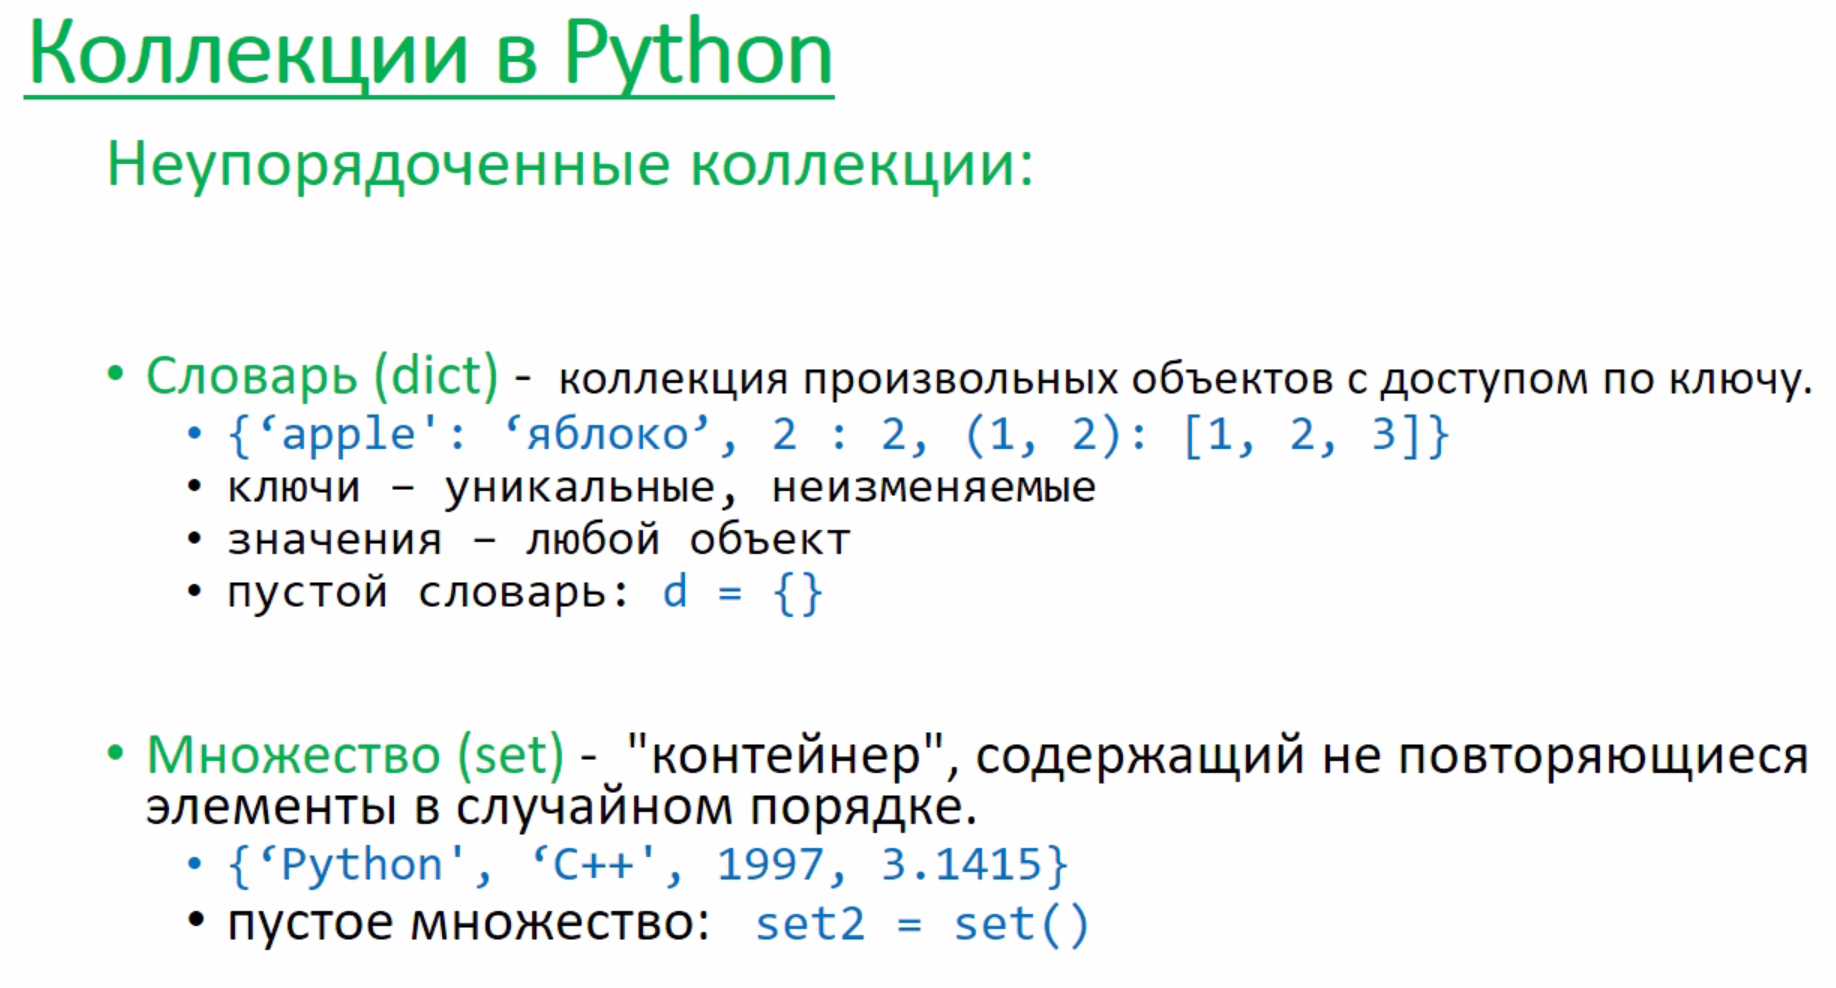 Коллекции в Python
Неупорядоченные коллекции:
• Словарь (dict) - коллекция произвольных объектов с доступом по ключу.
• {‘apple': ‘яблоко’, 2 : 2, (1, 2): [1, 2, 3]}
• ключи – уникальные, неизменяемые
• значения – любой объект
• пустой словарь: d = {}
• Множество (set) - "контейнер", содержащий не повторяющиеся
элементы в случайном порядке.
• {‘Python', ‘C++', 1997, 3.1415}
• пустое множество: set2 = set()